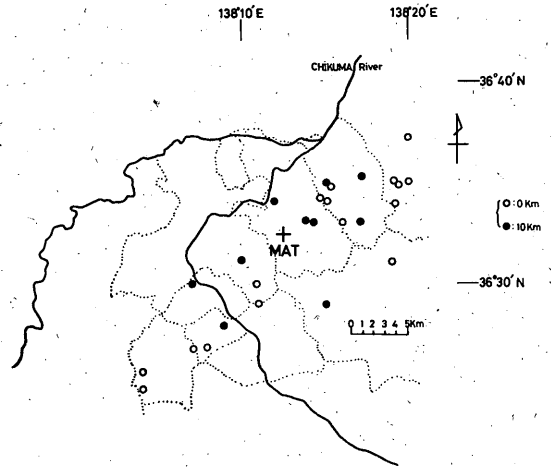 138°10'E
138°20'E
CHIKUMA River
36°40'N
○ : 0 Km
● : 10 Km
MAT
36°30'N
0 1 2 3 4 5Km